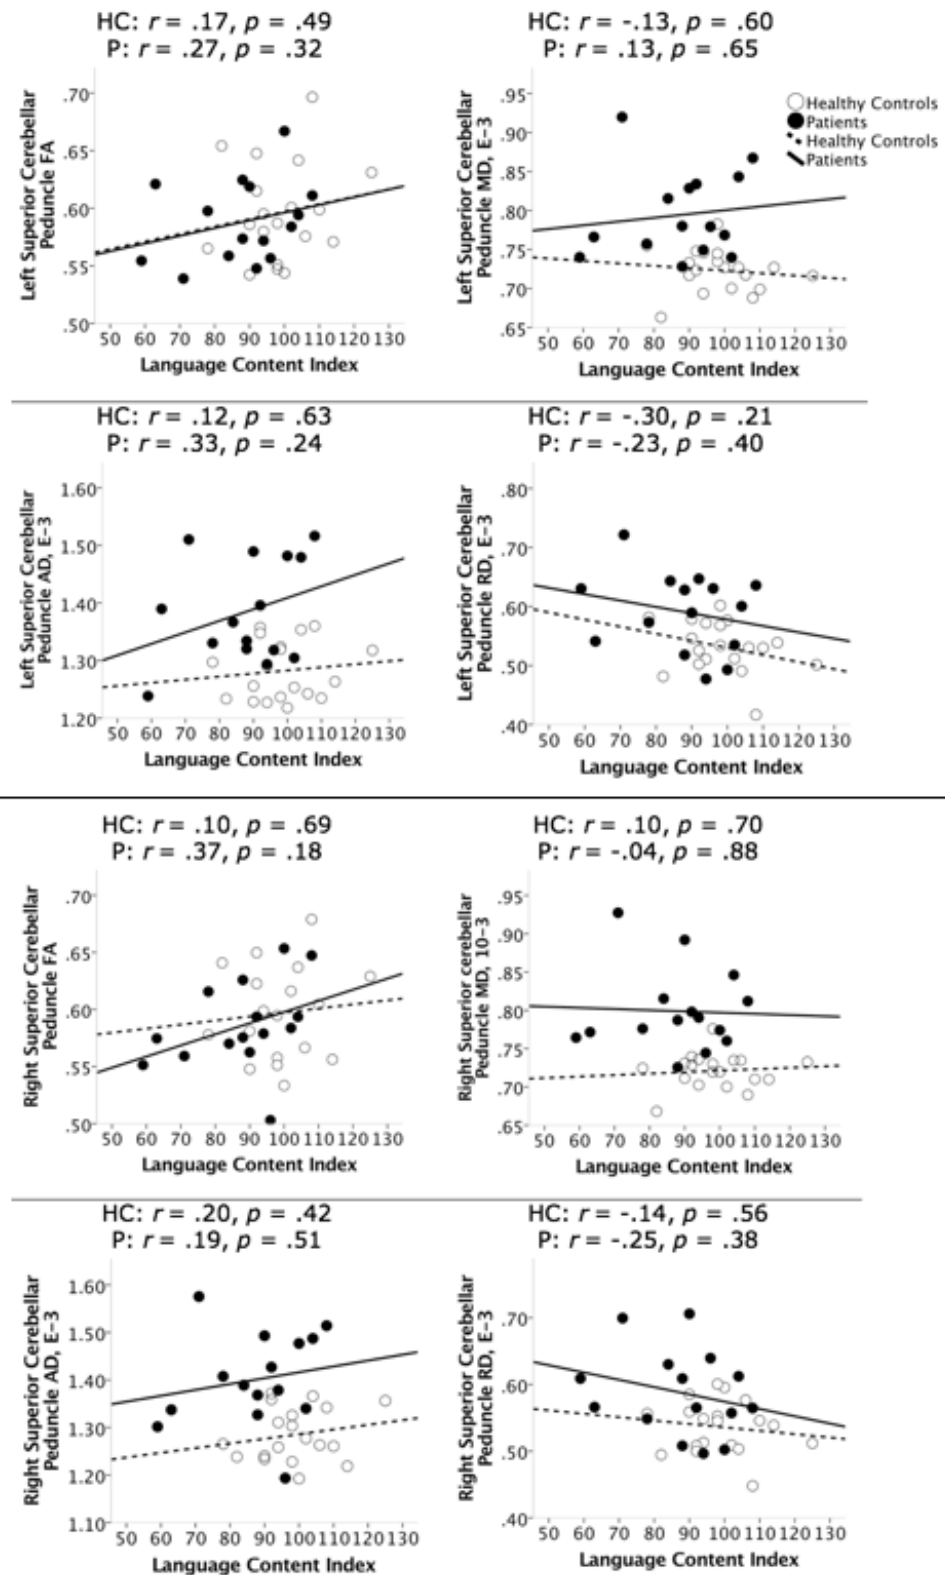 HC: r = .17, p = .49
P: r = .27, p = .32
Left Superior Cerebellar
Peduncle FA
.70
.65
.60
.55
.50
50 60 70 80 90 100 110 120 130
Language Content Index
HC: r = -.13, p = .60
P: r = .13, p = .65
Left Superior Cerebellar
Peduncle MD, E-3
.95
.90
.85
.80
.75
.70
.65
50 60 70 80 90 100 110 120 130
Language Content Index
Healthy Controls
Patients
Healthy Controls
Patients
HC: r = .12, p = .63
P: r = .33, p = .24
Left Superior Cerebellar
Peduncle AD, E-3
1.60
1.50
1.40
1.30
1.20
50 60 70 80 90 100 110 120 130
Language Content Index
HC: r = -.30, p = .21
P: r = -.23, p = .40
Left Superior Cerebellar
Peduncle RD, E-3
.80
.70
.60
.50
.40
50 60 70 80 90 100 110 120 130
Language Content Index
HC: r = .10, p = .69
P: r = .37, p = .18
Right Superior Cerebellar
Peduncle FA
.70
.65
.60
.55
.50
50 60 70 80 90 100 110 120 130
Language Content Index
HC: r = .10, p = .70
P: r = -.04, p = .88
Right Superior cerebellar
Peduncle MD, 10-3
.95
.90
.85
.80
.75
.70
.65
50 60 70 80 90 100 110 120 130
Language Content Index
HC: r = .20, p = .42
P: r = .19, p = .51
Right Superior Cerebellar
Peduncle AD, E-3
1.60
1.50
1.40
1.30
1.20
1.10
50 60 70 80 90 100 110 120 130
Language Content Index
HC: r = -.14, p = .56
P: r = -.25, p = .38
Right Superior Cerebellar
Peduncle RD, E-3
.70
.60
.50
.40
50 60 70 80 90 100 110 120 130
Language Content Index